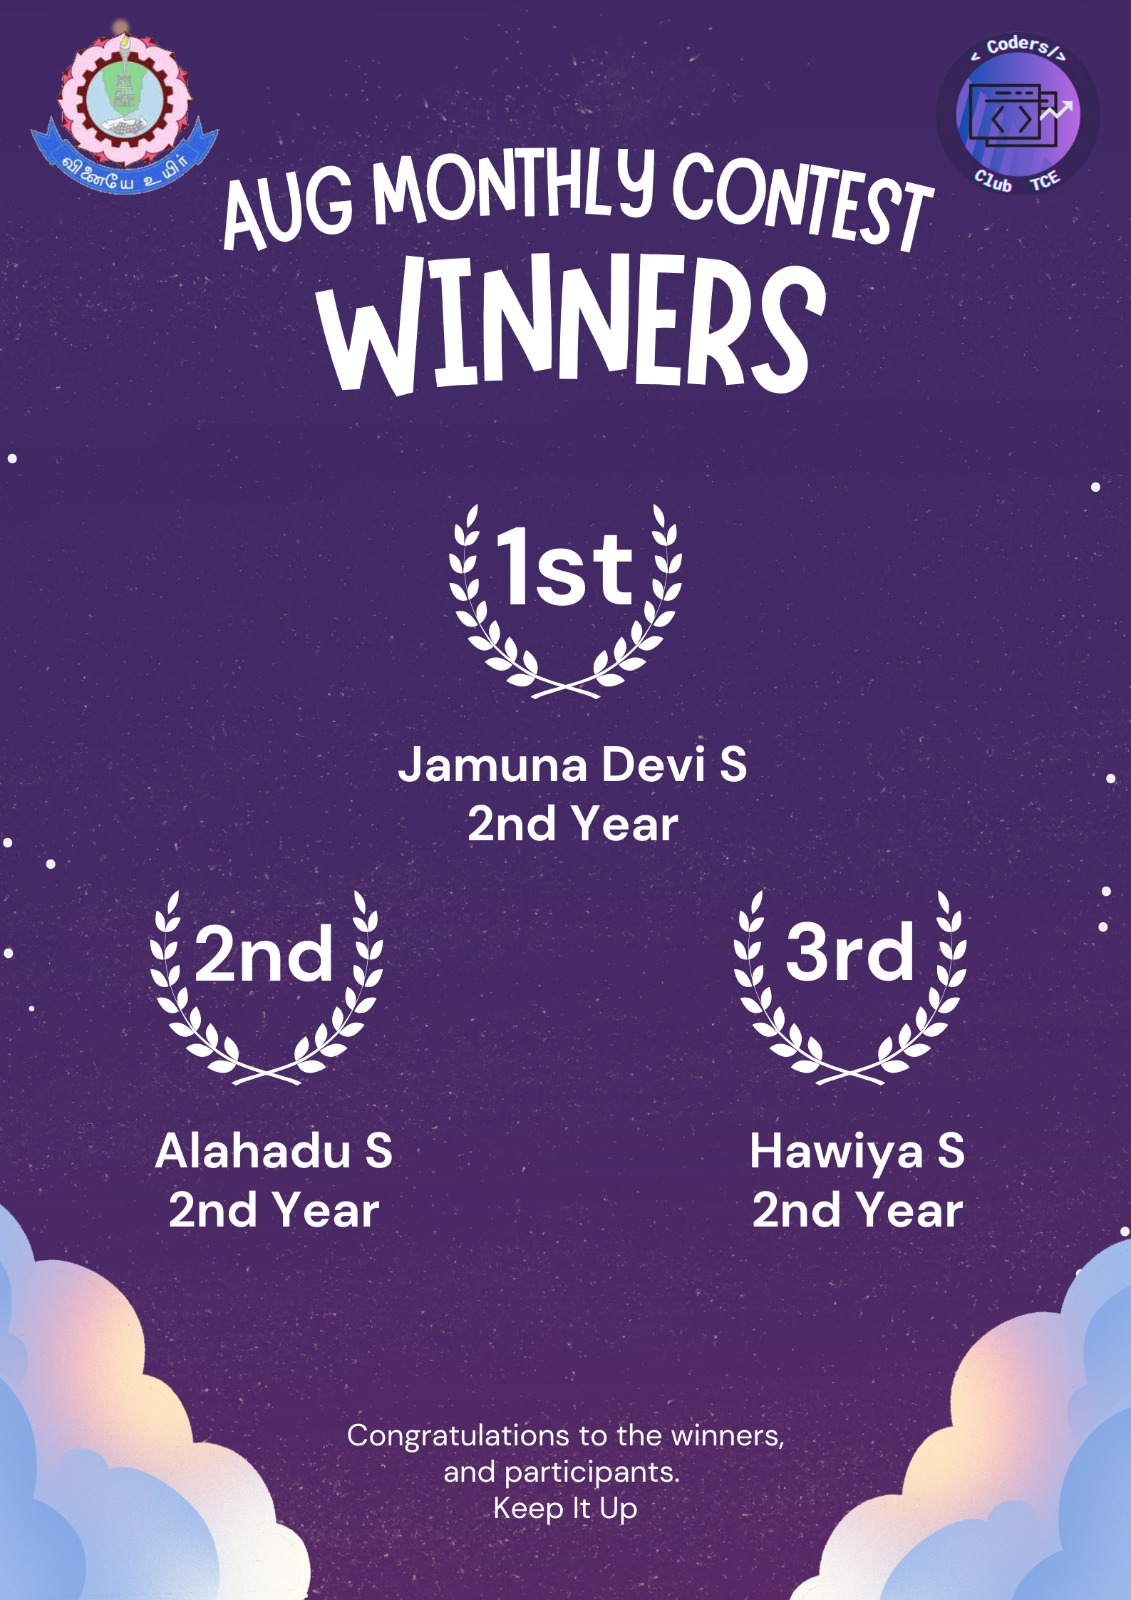 வினையே உயிர்
< Coders/>
Club TCE
AUG MONTHLY CONTEST
WINNERS
1st
Jamuna Devi S
2nd Year
2nd
3rd
Alahadu S
Hawiya S
2nd Year
2nd Year
Congratulations to the winners,
and participants.
Keep It Up